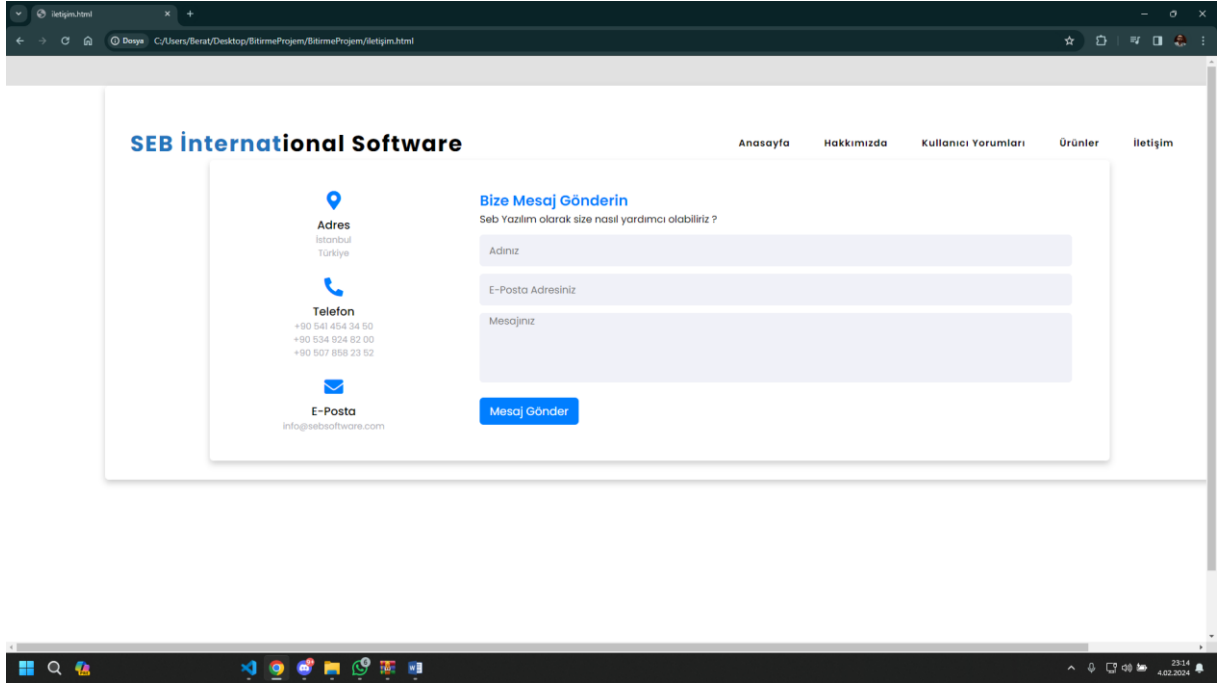 iletişim.html
Dosya C:/Users/Berat/Desktop/BitirmeProjem/BitirmeProjem/iletişim.html
SEB İnternational Software
Anasayfa Hakkımızda Kullanıcı Yorumları Ürünler İletişim
Adres
İstanbul
Türkiye
Telefon
+90 541 454 34 50
+90 534 924 82 00
+90 507 858 23 52
E-Posta
info@sebsoftware.com
Bize Mesaj Gönderin
Seb Yazılım olarak size nasıl yardımcı olabiliriz ?
Adınız
E-Posta Adresiniz
Mesajınız
Mesaj Gönder
23:14
4.02.2024